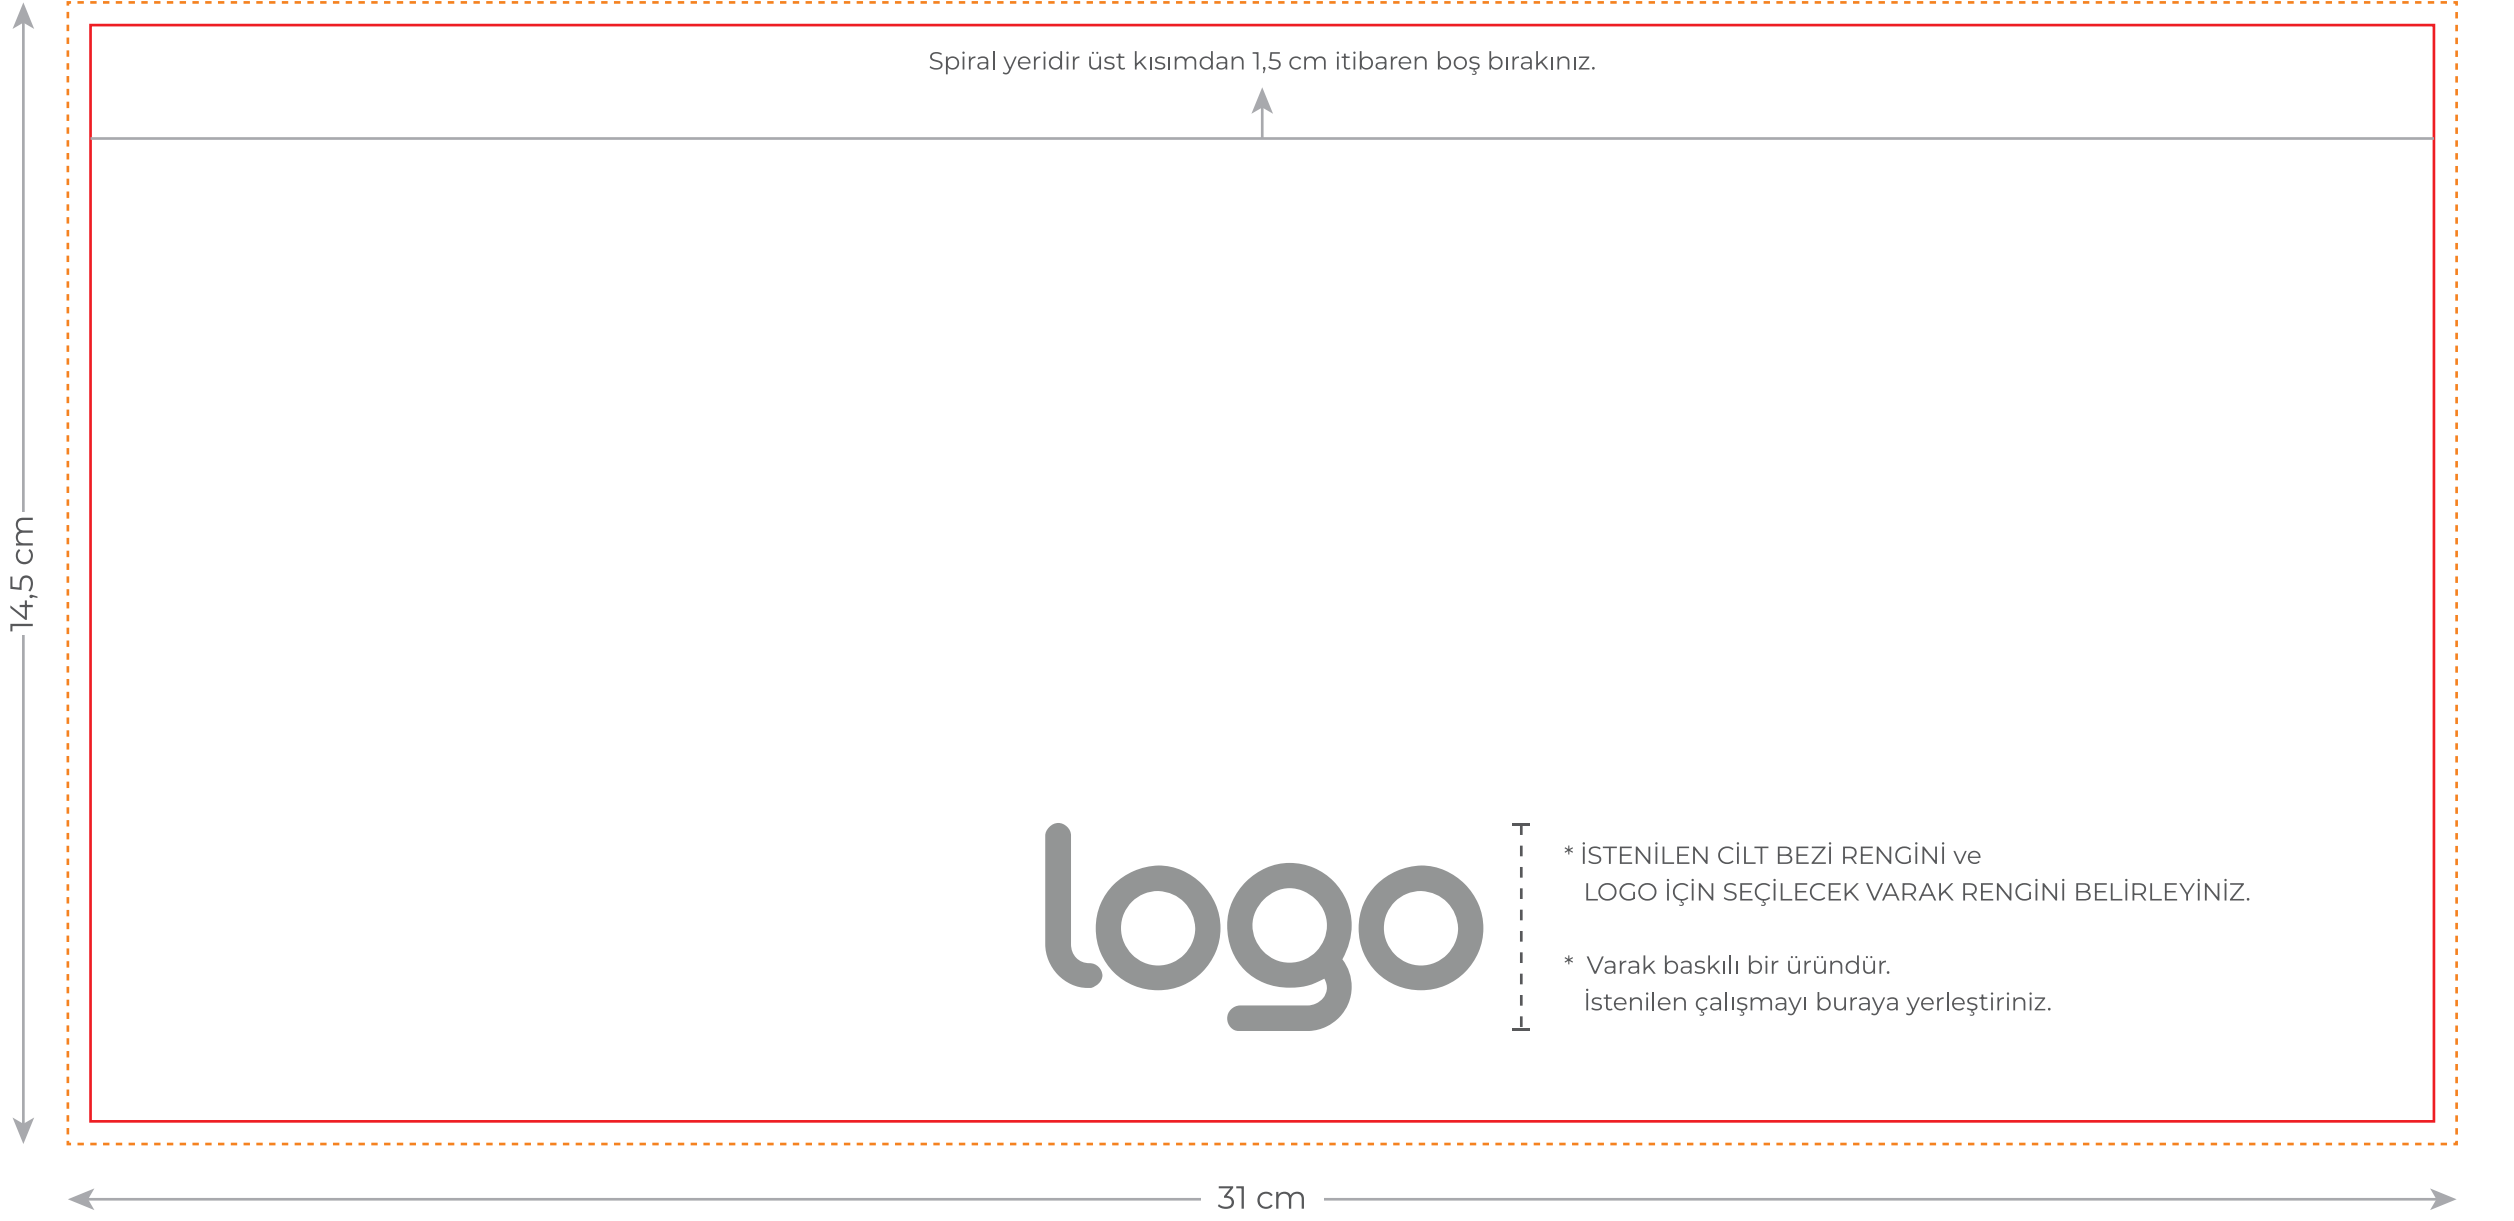 Spiral yeridir üst kısımdan 1,5 cm itibaren boş bırakınız.
14,5 cm
logo
* İSTENİLEN CİLT BEZİ RENGİNİ ve
LOGO İÇİN SEÇİLECEK VARAK RENGİNİ BELİRLEYİNİZ.
* Varak baskılı bir üründür.
İstenilen çalışmayı buraya yerleştiriniz.
31 cm